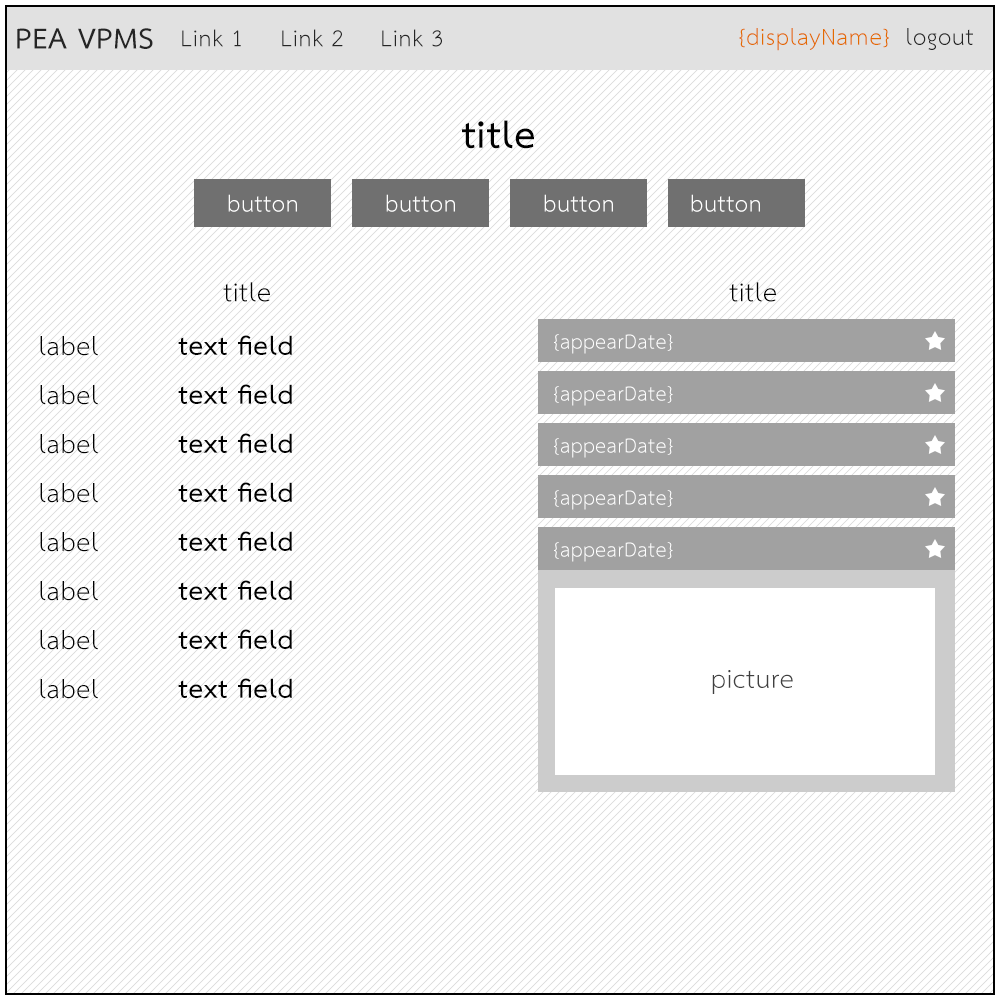 PEA VPMS Link 1 Link 2 Link 3 {displayName} logout
title
button button button button
title
label text field
label text field
label text field
label text field
label text field
label text field
label text field
label text field
title
{appearDate}
{appearDate}
{appearDate}
{appearDate}
{appearDate}
picture